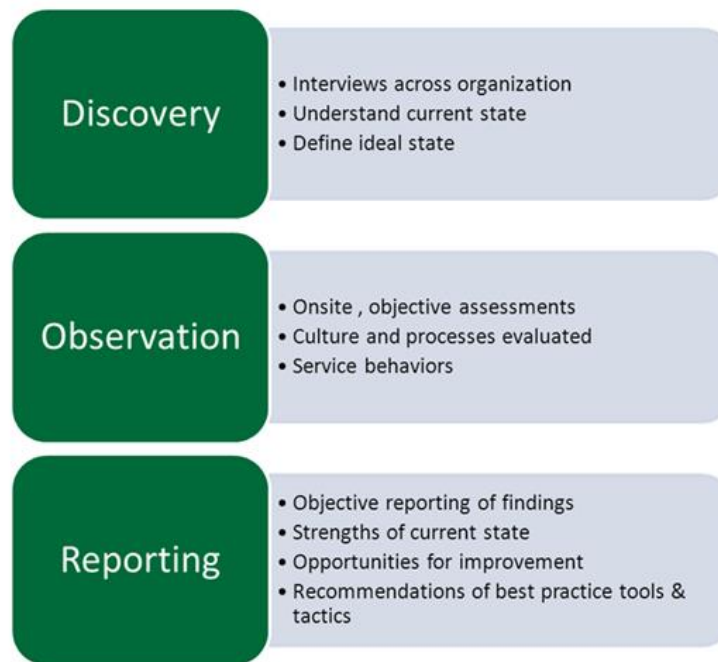 Discovery
• Interviews across organization
• Understand current state
• Define ideal state
Observation
• Onsite , objective assessments
• Culture and processes evaluated
• Service behaviors
Reporting
• Objective reporting of findings
• Strengths of current state
• Opportunities for improvement
• Recommendations of best practice tools &
tactics